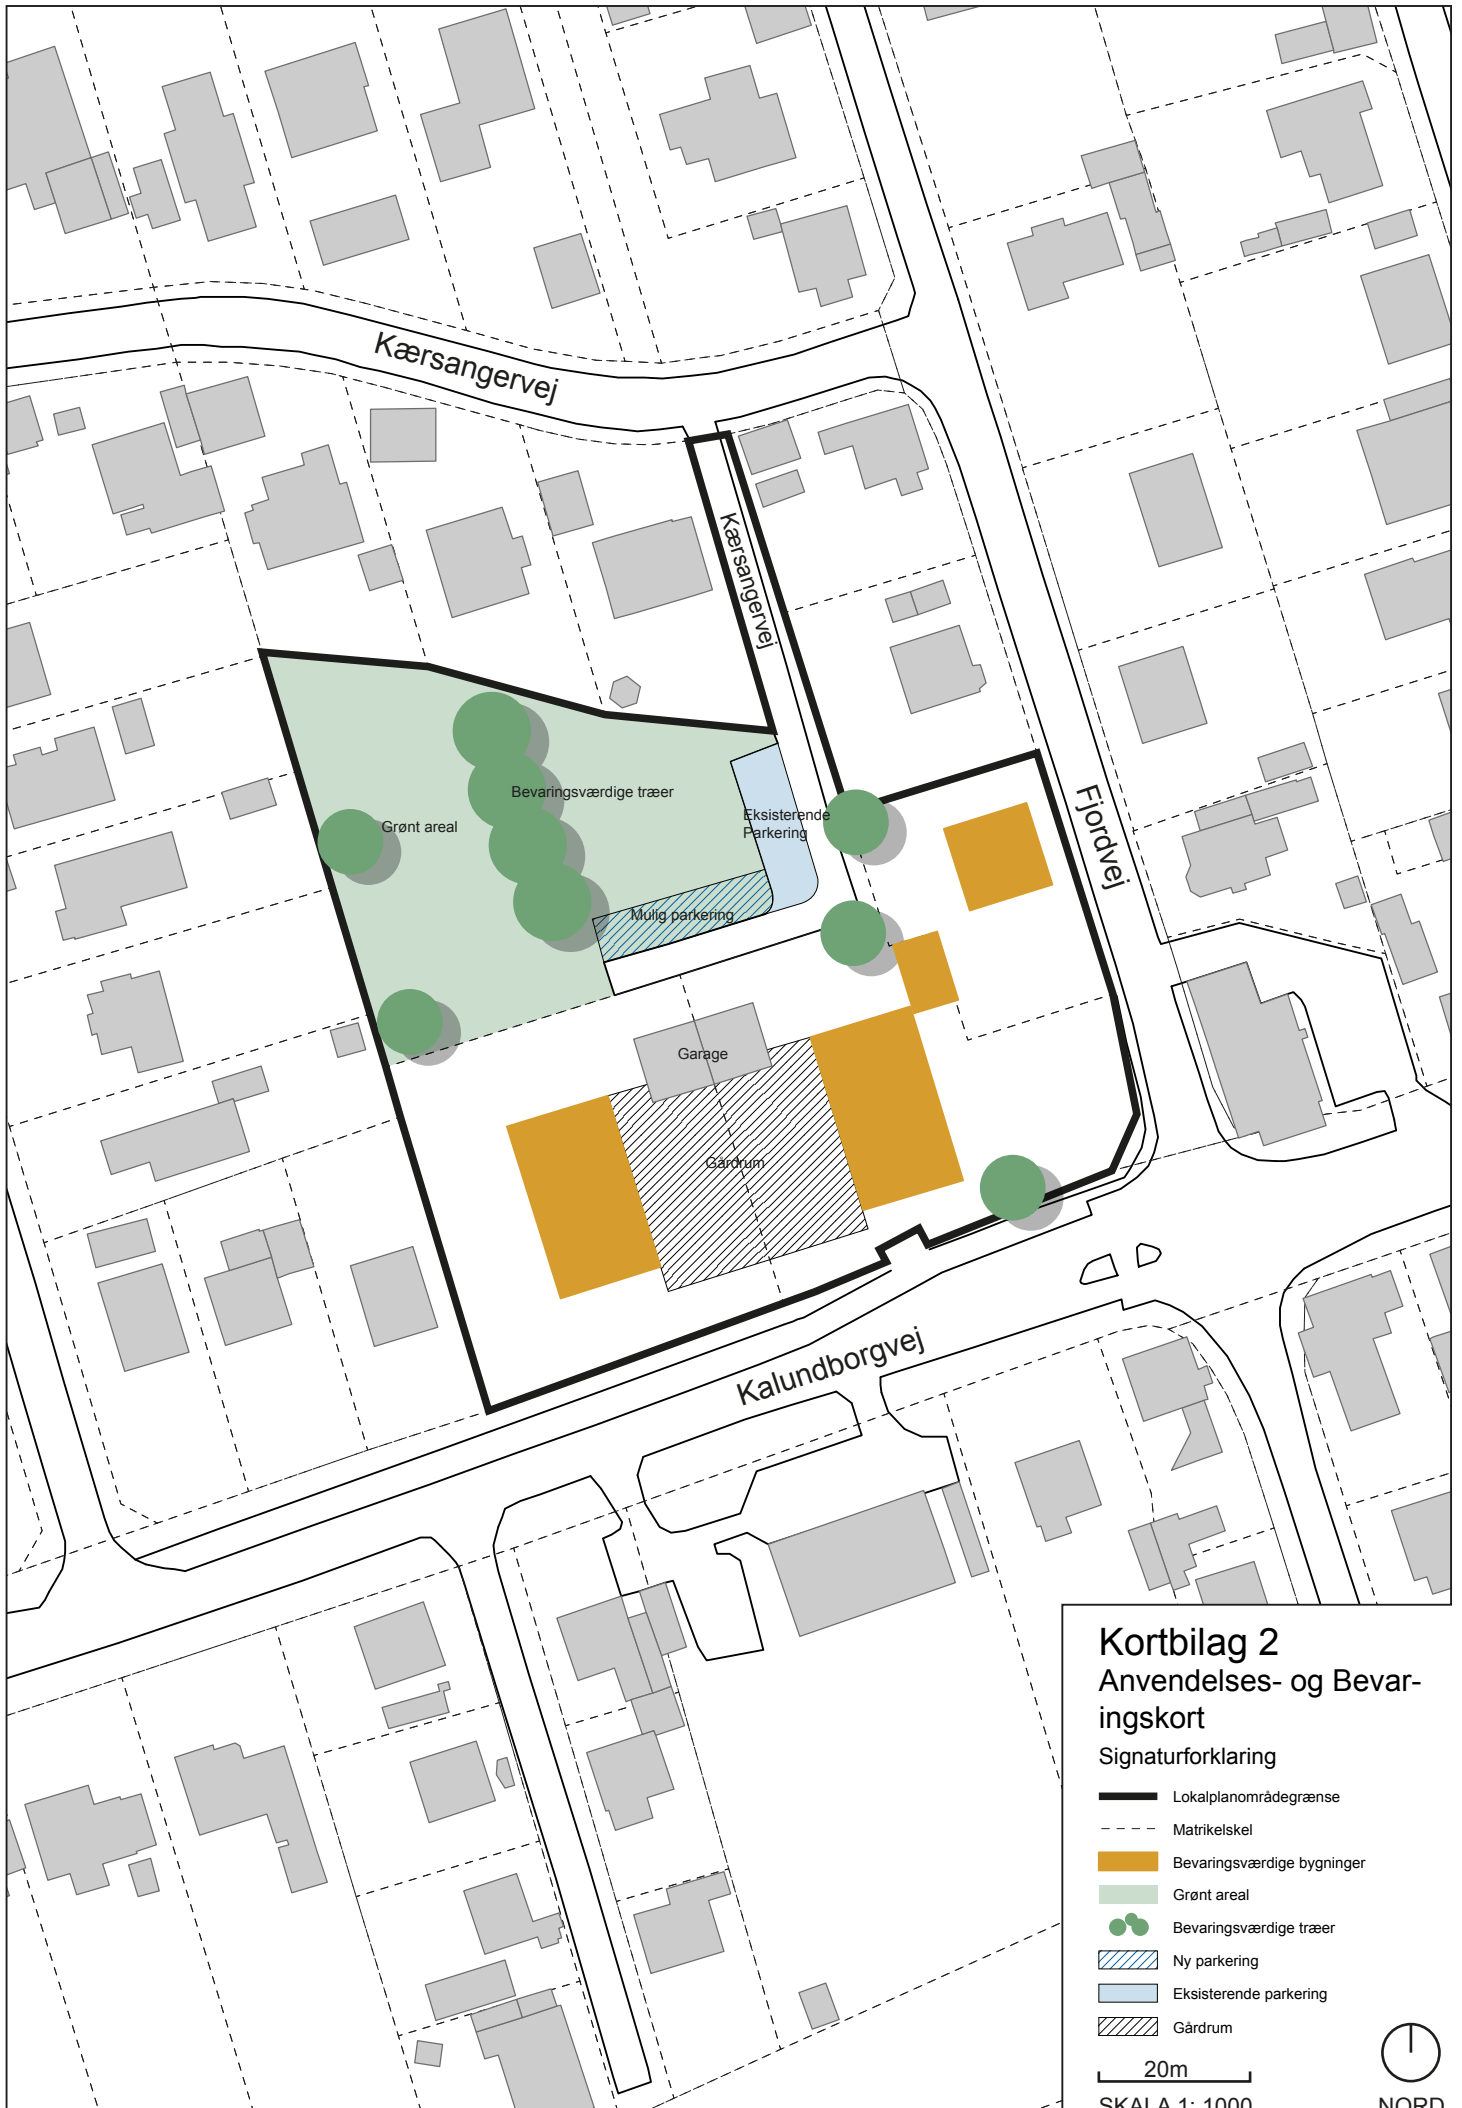 Kærsangervej
Kærsangervej
Fjordvej
Bevaringsværdige træer
Eksisterende
Parkering
Grønt areal
Mulig parkering
Garage
Gårdrum
Kalundborgvej
Kortbilag 2
Anvendelses- og Bevar-
ingskort
Signaturforklaring
Lokalplanområdegrænse
Matrikelskel
Bevaringsværdige bygninger
Grønt areal
Bevaringsværdige træer
Ny parkering
Eksisterende parkering
Gårdrum
20m
SKALA 1: 1000
NORD